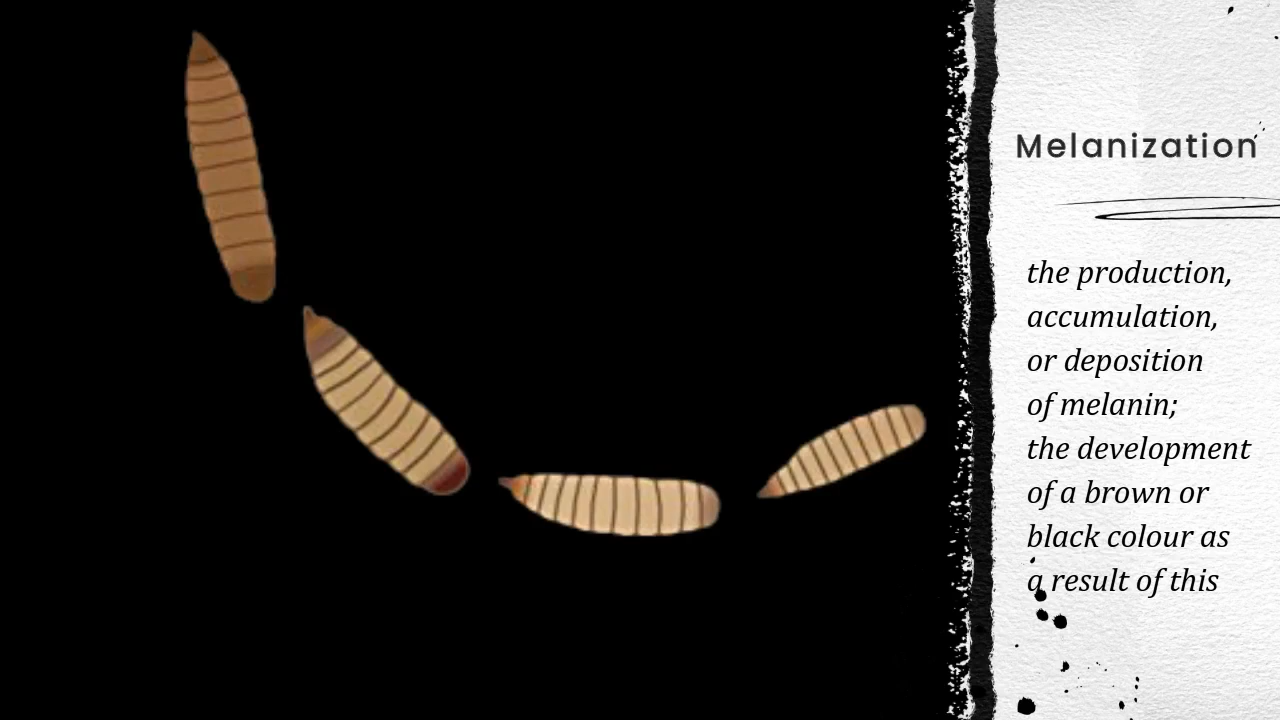 Melanization
the production,
accumulation,
or deposition
of melanin;
the development
of a brown or
black colour as
a result of this